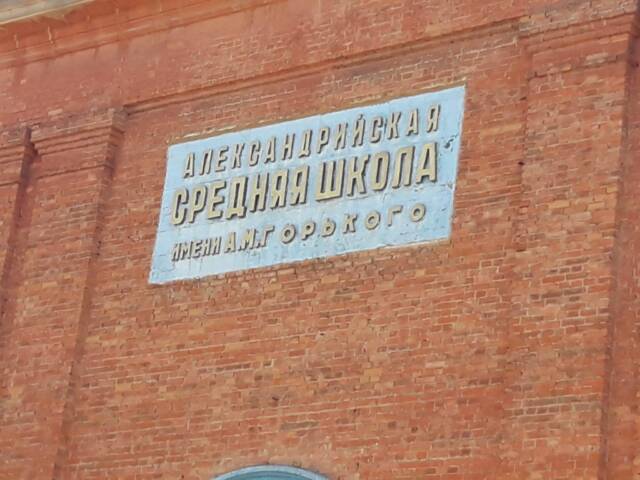 АЛЕКСАНДРИЙСКАЯ
СРЕДНЯЯ ШКОЛА
ИМЕНИ А.М.ГОРЬКОГО